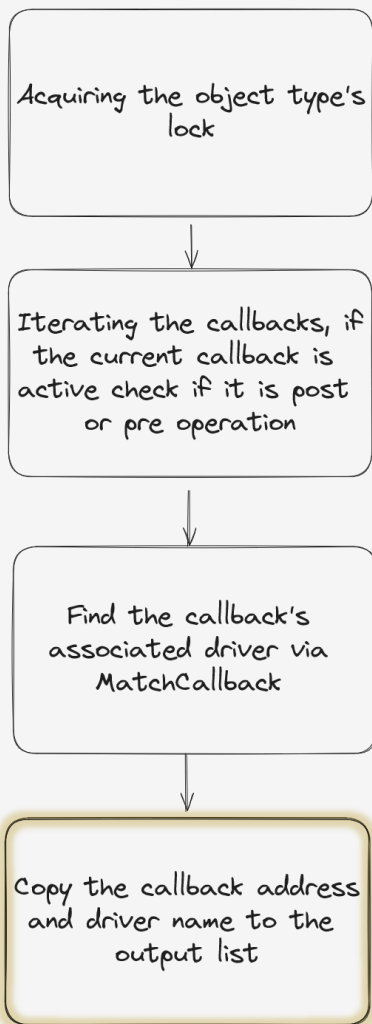 Acquiring the object type's
lock
Iterating the callbacks, if
the current callback is
active check if it is post
or pre operation
Find the callback's
associated driver via
MatchCallback
Copy the callback address
and driver name to the
output list